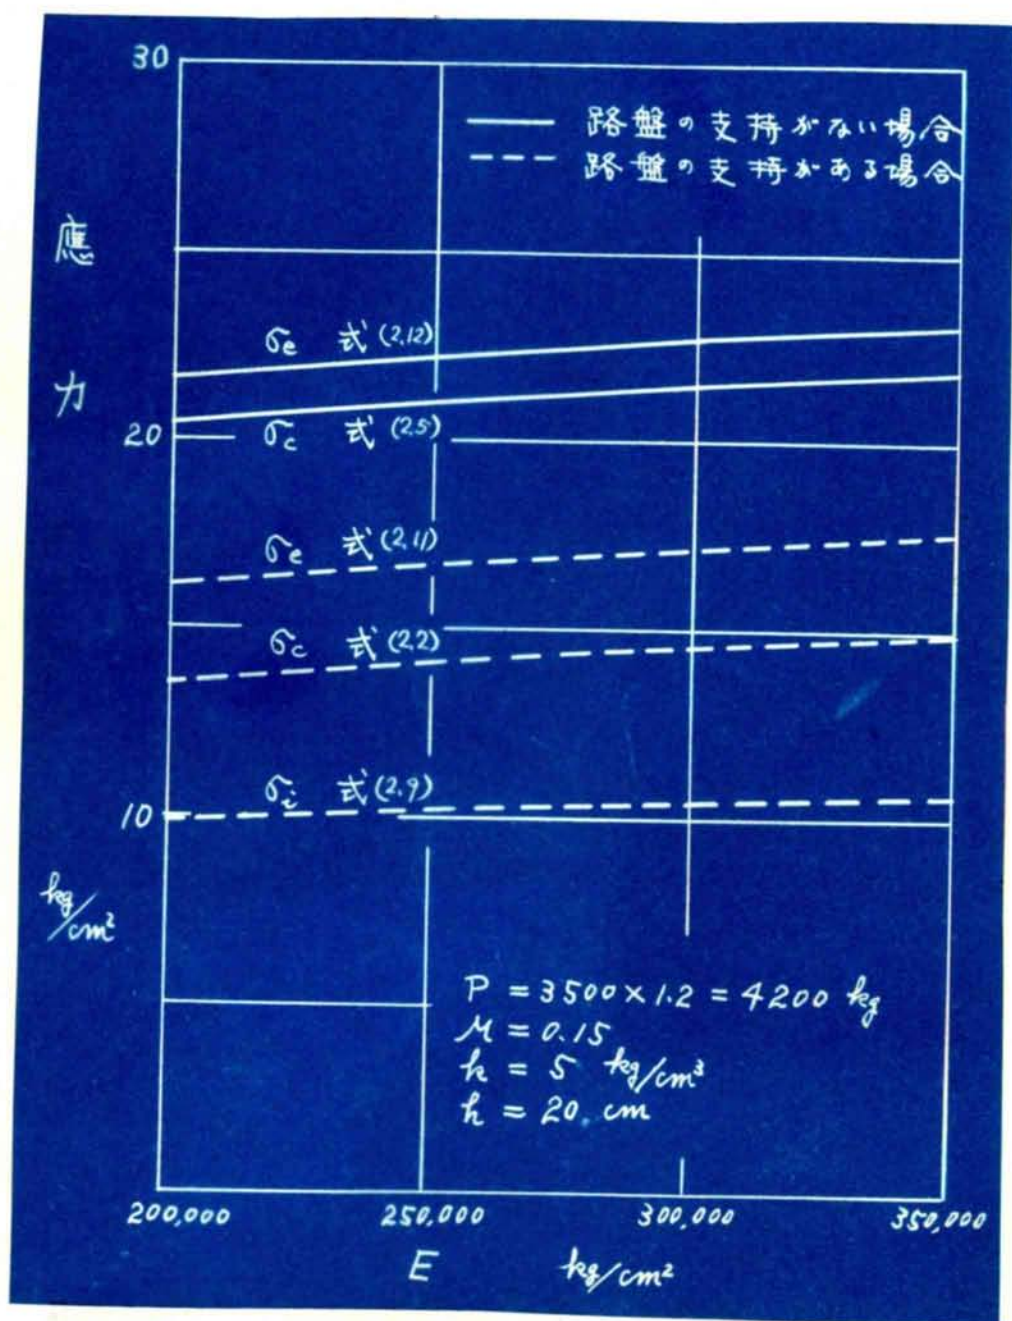 30
路盤の支持がない場合
路盤の支持がある場合
應力
σe 式(2.12)
20
σc 式(2.5)
σe 式(2.11)
σc 式(2.2)
σi 式(2.9)
10
kg/cm²
P = 3500 × 1.2 = 4200 kg
μ = 0.15
k = 5 kg/cm³
h = 20. cm
200,000 250,000 300,000 350,000
E kg/cm²